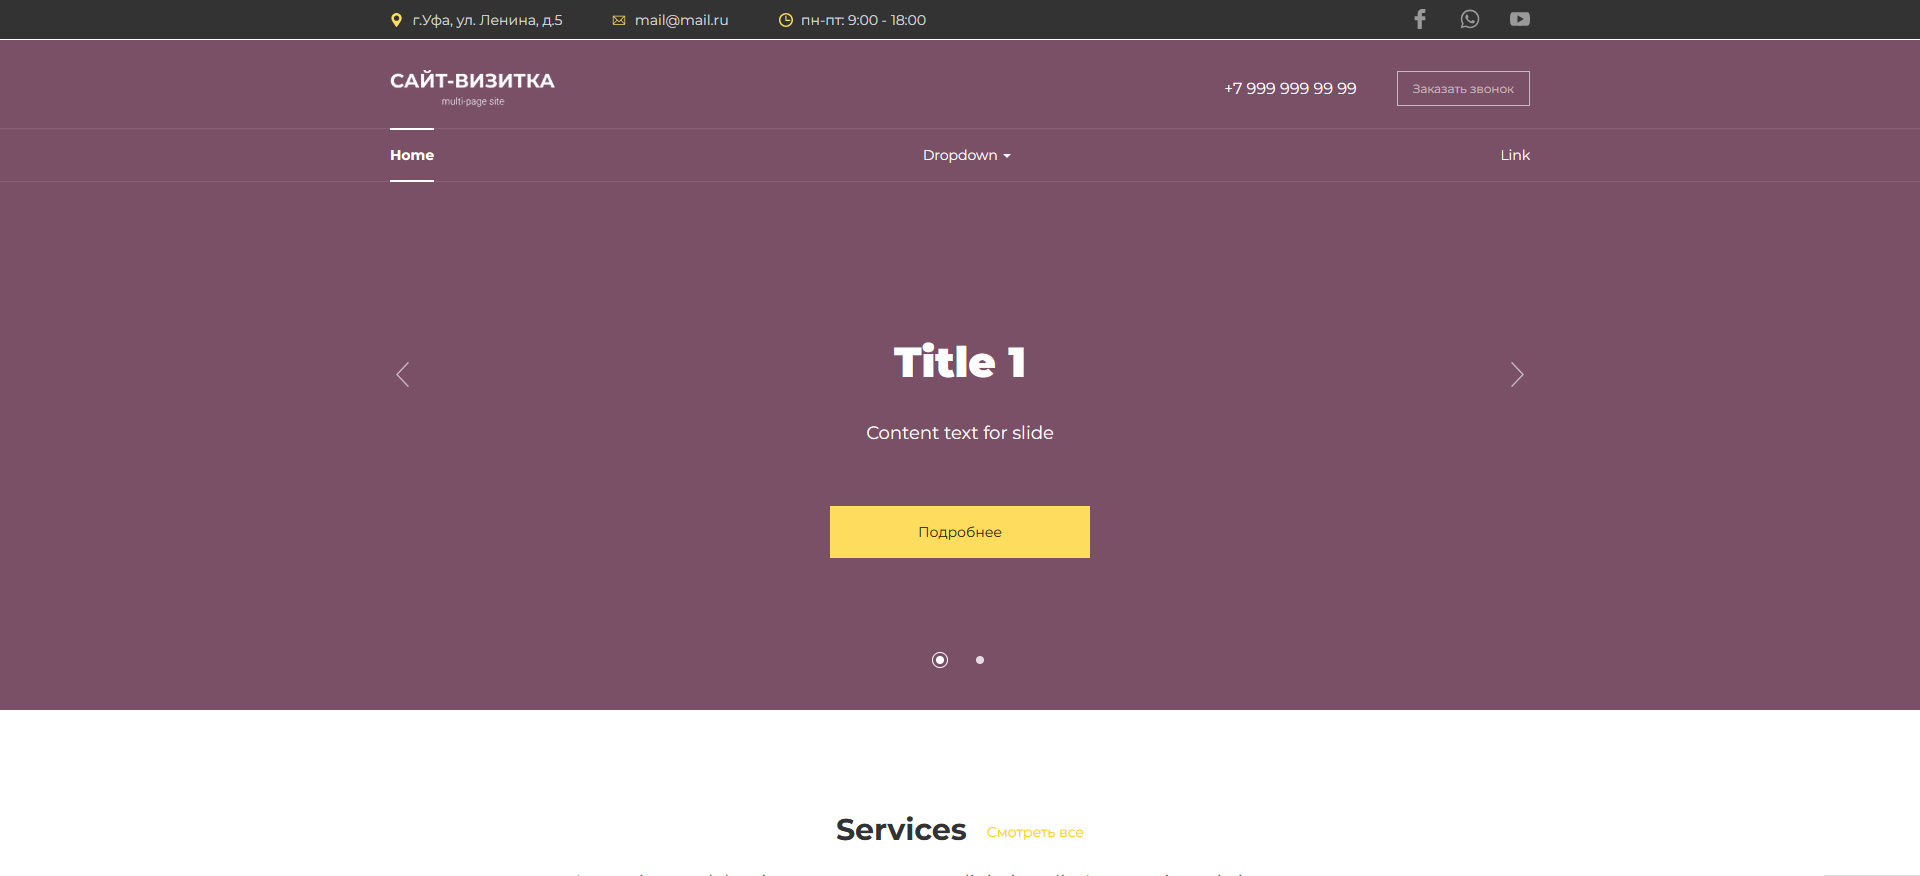 г.Уфа, ул. Ленина, д.5
mail@mail.ru
пн-пт: 9:00 - 18:00
САЙТ-ВИЗИТКА
multi-page site
+7 999 999 99 99
Заказать звонок
Home
Dropdown
Link
Title 1
Content text for slide
Подробнее
Services
Смотреть все